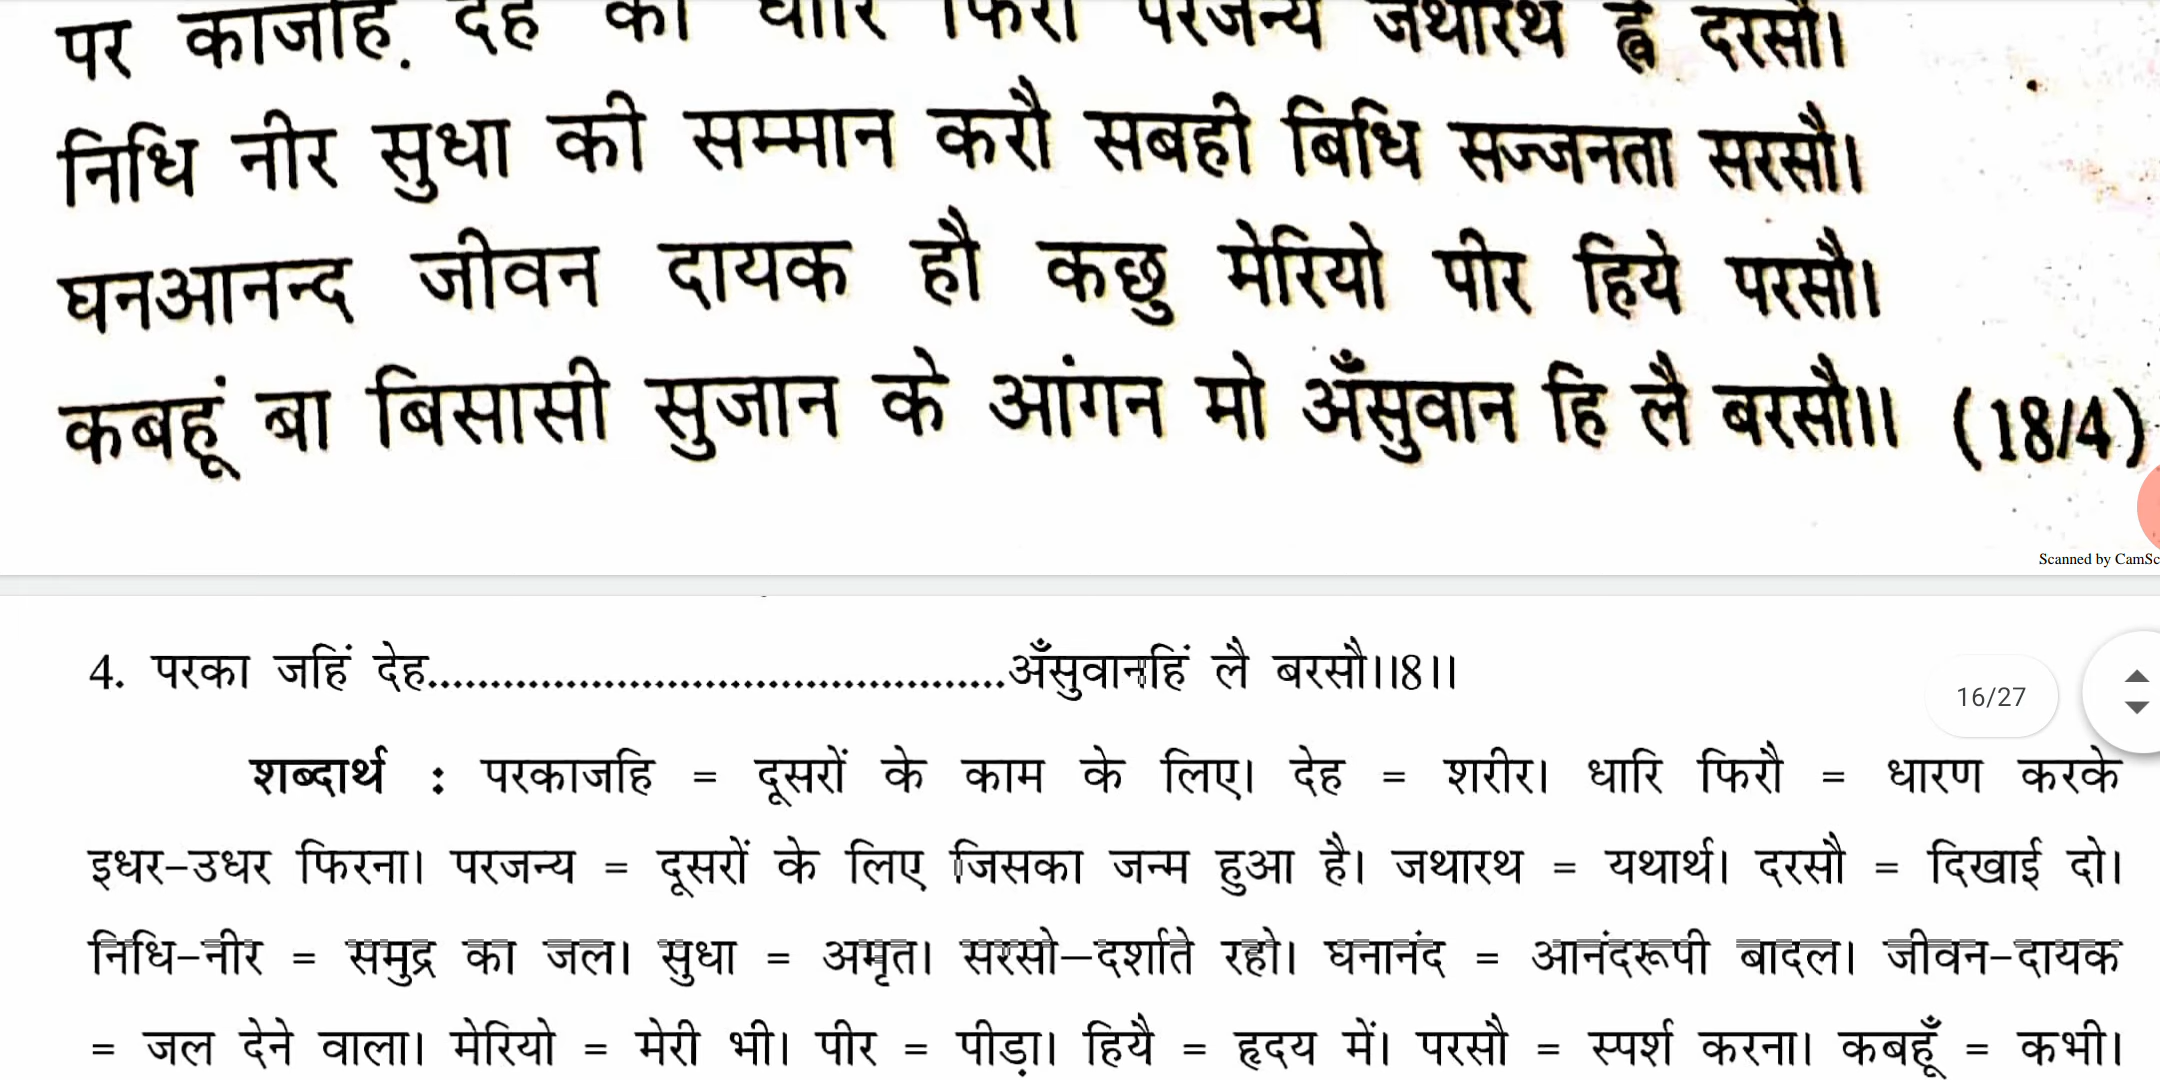 पर काजहि. देह को धारि फिरौ परजन्य जथारथ ह्वै दरसौ।
निधि नीर सुधा की सम्मान करौ सबही बिधि सज्जनता सरसौ।
घनआनन्द जीवन दायक हौ कछु मेरियो पीर हिये परसौ।
कबहूं बा बिसासी सुजान के आंगन मो अँसुवान हि लै बरसौ।। (18/4)
Scanned by CamSc
4. परका जहिं देह..............................................अँसुवानहिं लै बरसौ।।8।।
16/27
शब्दार्थ : परकाजहि = दूसरों के काम के लिए। देह = शरीर। धारि फिरौ = धारण करके
इधर-उधर फिरना। परजन्य = दूसरों के लिए जिसका जन्म हुआ है। जथारथ = यथार्थ। दरसौ = दिखाई दो।
निधि-नीर = समुद्र का जल। सुधा = अमृत। सरसो–दर्शाते रहो। घनानंद = आनंदरूपी बादल। जीवन-दायक
= जल देने वाला। मेरियो = मेरी भी। पीर = पीड़ा। हियै = हृदय में। परसौ = स्पर्श करना। कबहूँ = कभी।